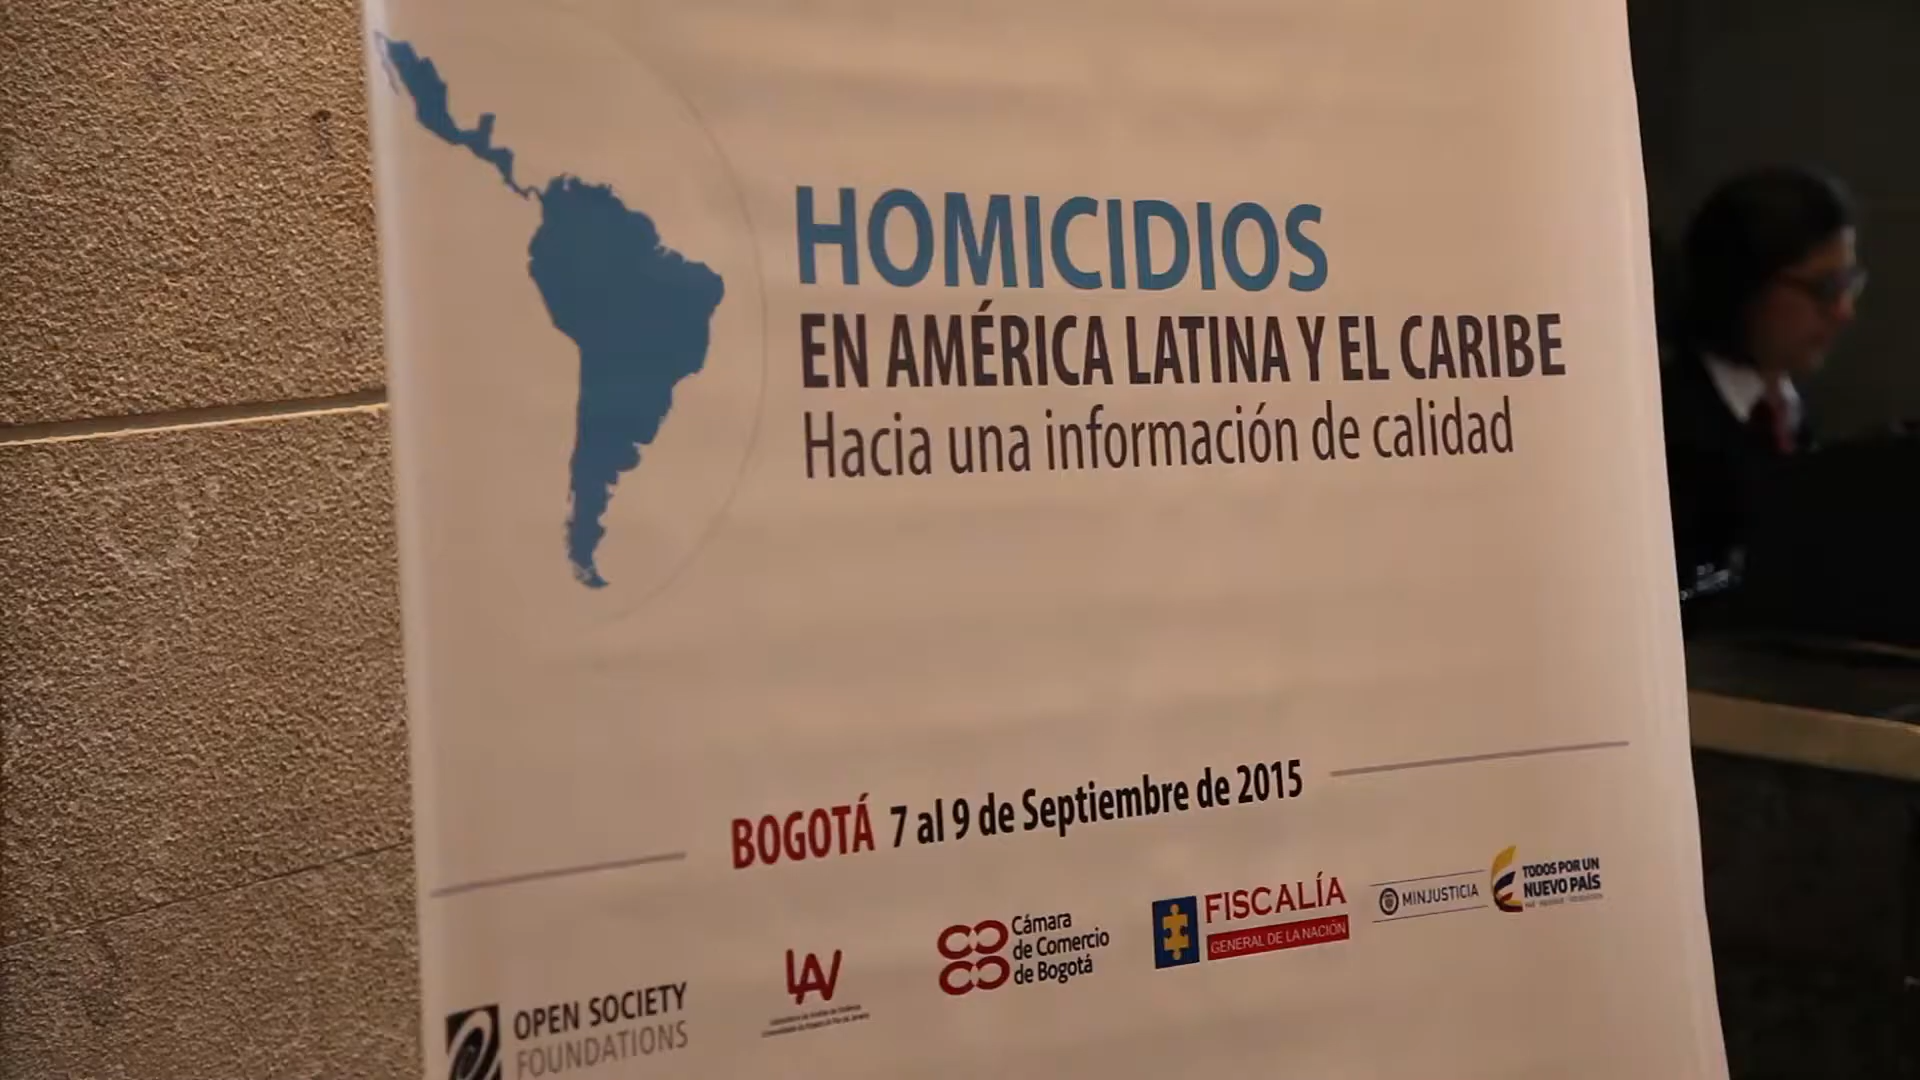 HOMICIDIOS
EN AMÉRICA LATINA Y EL CARIBE
Hacia una información de calidad
BOGOTÁ 7 al 9 de Septiembre de 2015
OPEN SOCIETY
FOUNDATIONS
LAV
Cámara
de Comercio
de Bogotá
FISCALÍA
GENERAL DE LA NACIÓN
MINJUSTICIA
TODOS POR UN
NUEVO PAÍS